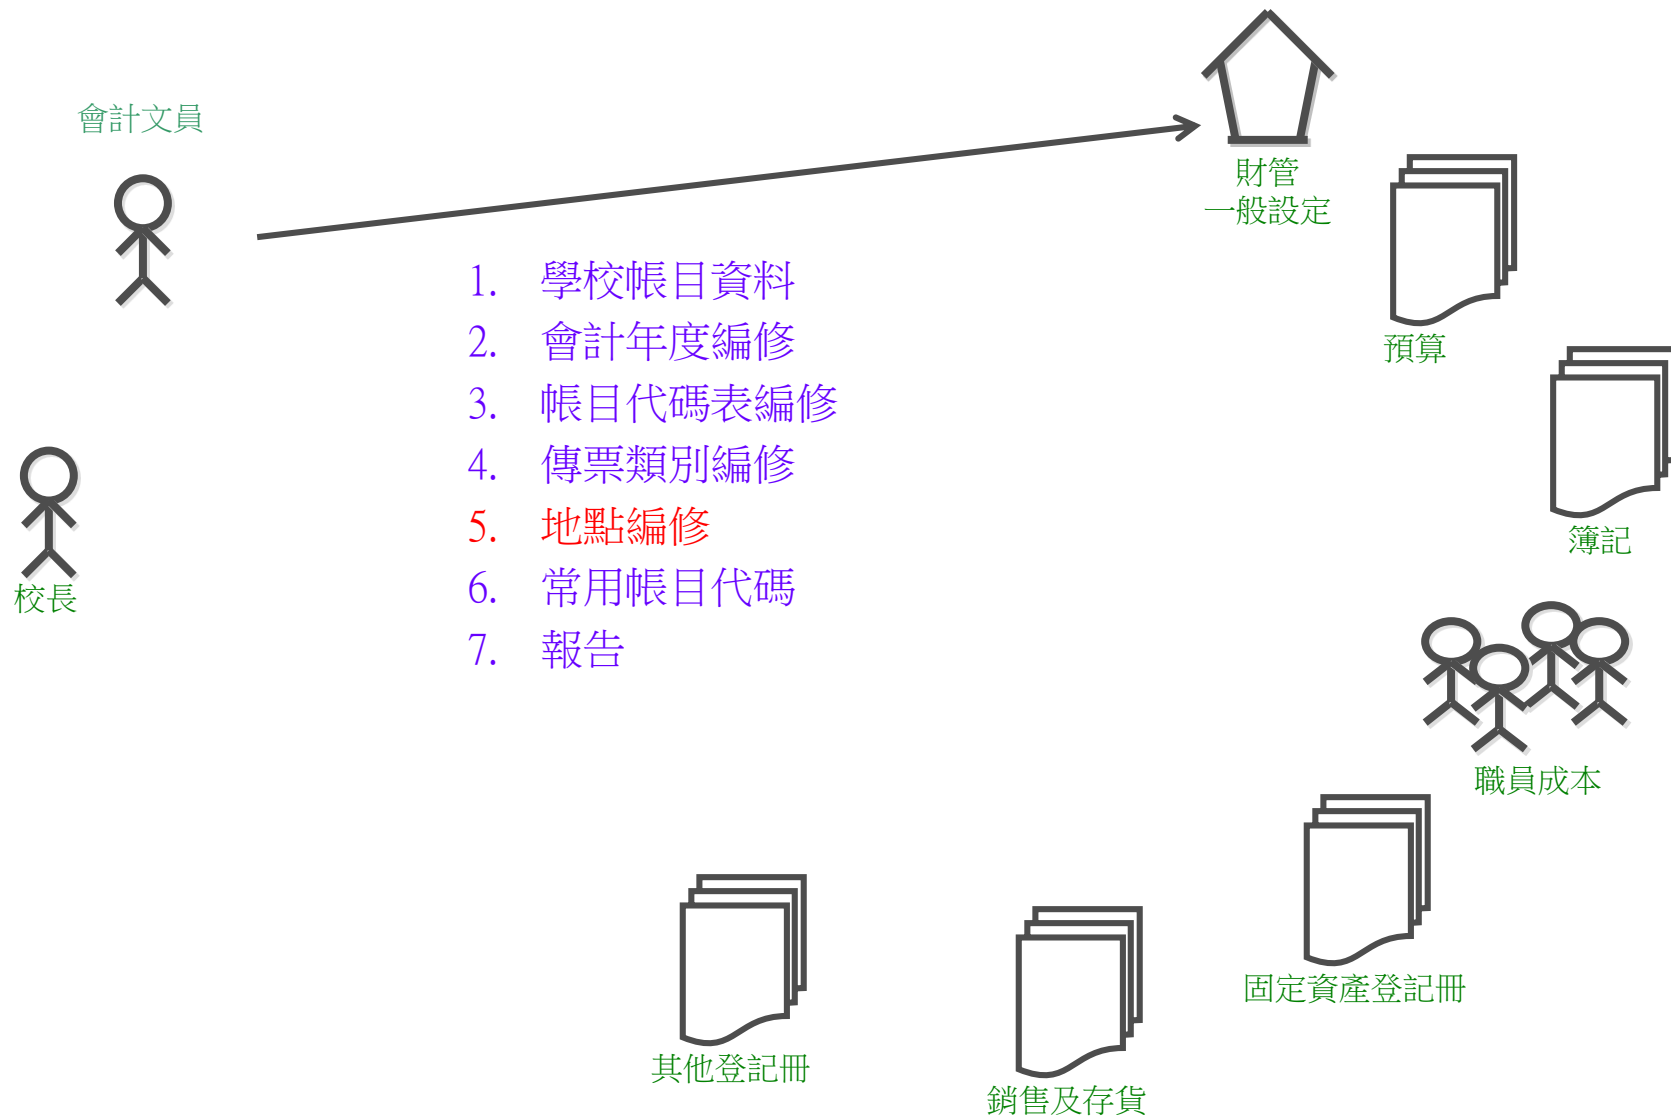 會計文員
財管
一般設定
1. 學校帳目資料
2. 會計年度編修
3. 帳目代碼表編修
4. 傳票類別編修
5. 地點編修
6. 常用帳目代碼
7. 報告
預算
簿記
校長
職員成本
固定資產登記冊
其他登記冊
銷售及存貨